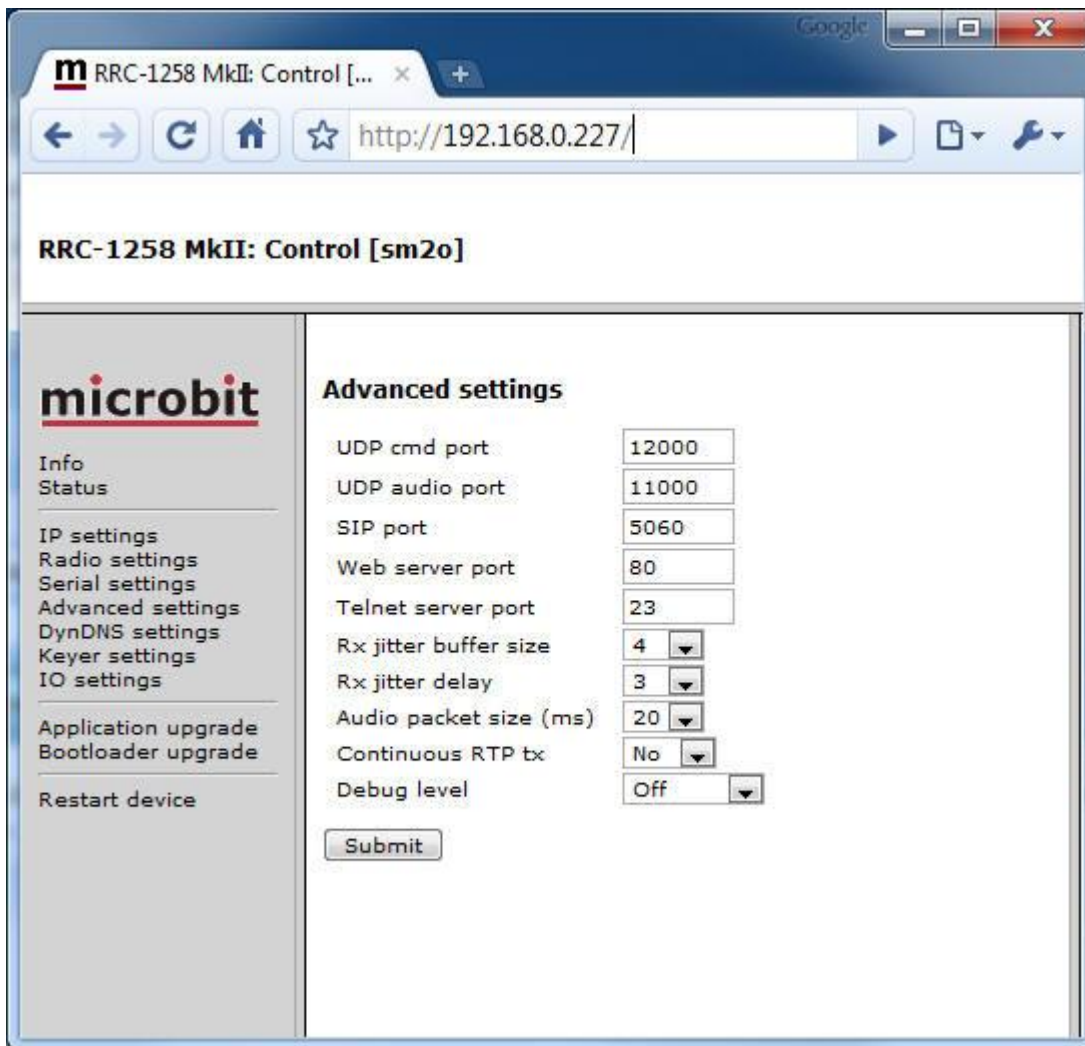 Google
RRC-1258 MkII: Control [...
http://192.168.0.227/
RRC-1258 MkII: Control [sm2o]
microbit
Info
Status
IP settings
Radio settings
Serial settings
Advanced settings
DynDNS settings
Keyer settings
IO settings
Application upgrade
Bootloader upgrade
Restart device
Advanced settings
UDP cmd port 12000
UDP audio port 11000
SIP port 5060
Web server port 80
Telnet server port 23
Rx jitter buffer size 4
Rx jitter delay 3
Audio packet size (ms) 20
Continuous RTP tx No
Debug level Off
Submit